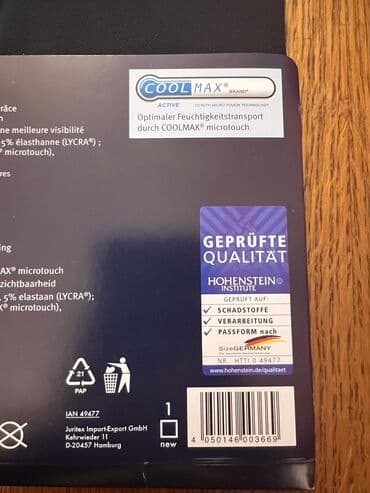 COOLMAX® BRAND*
ACTIVE
Optimaler Feuchtigkeitstransport
durch COOLMAX® microtouch
râce
ne meilleure visibilité
5% élasthanne (LYCRA®) ;
® microtouch),
res
ing
AX® microtouch
zichtbaarheid
, 5% elastaan (LYCRA®);
X® microtouch),
GEPRÜFTE
QUALITÄT
HOHENSTEIN
INSTITUTE
GEPRÜFT AUF:
✓ SCHADSTOFFE
✓ VERARBEITUNG
✓ PASSFORM nach
SizeGERMANY
NR. HTTI 0 49477
www.hohenstein.de/qualitaet
21
PAP
IAN 49477
Juritex Import-Export GmbH
Kehrwieder 11
D-20457 Hamburg
1
new
4 050146 003669